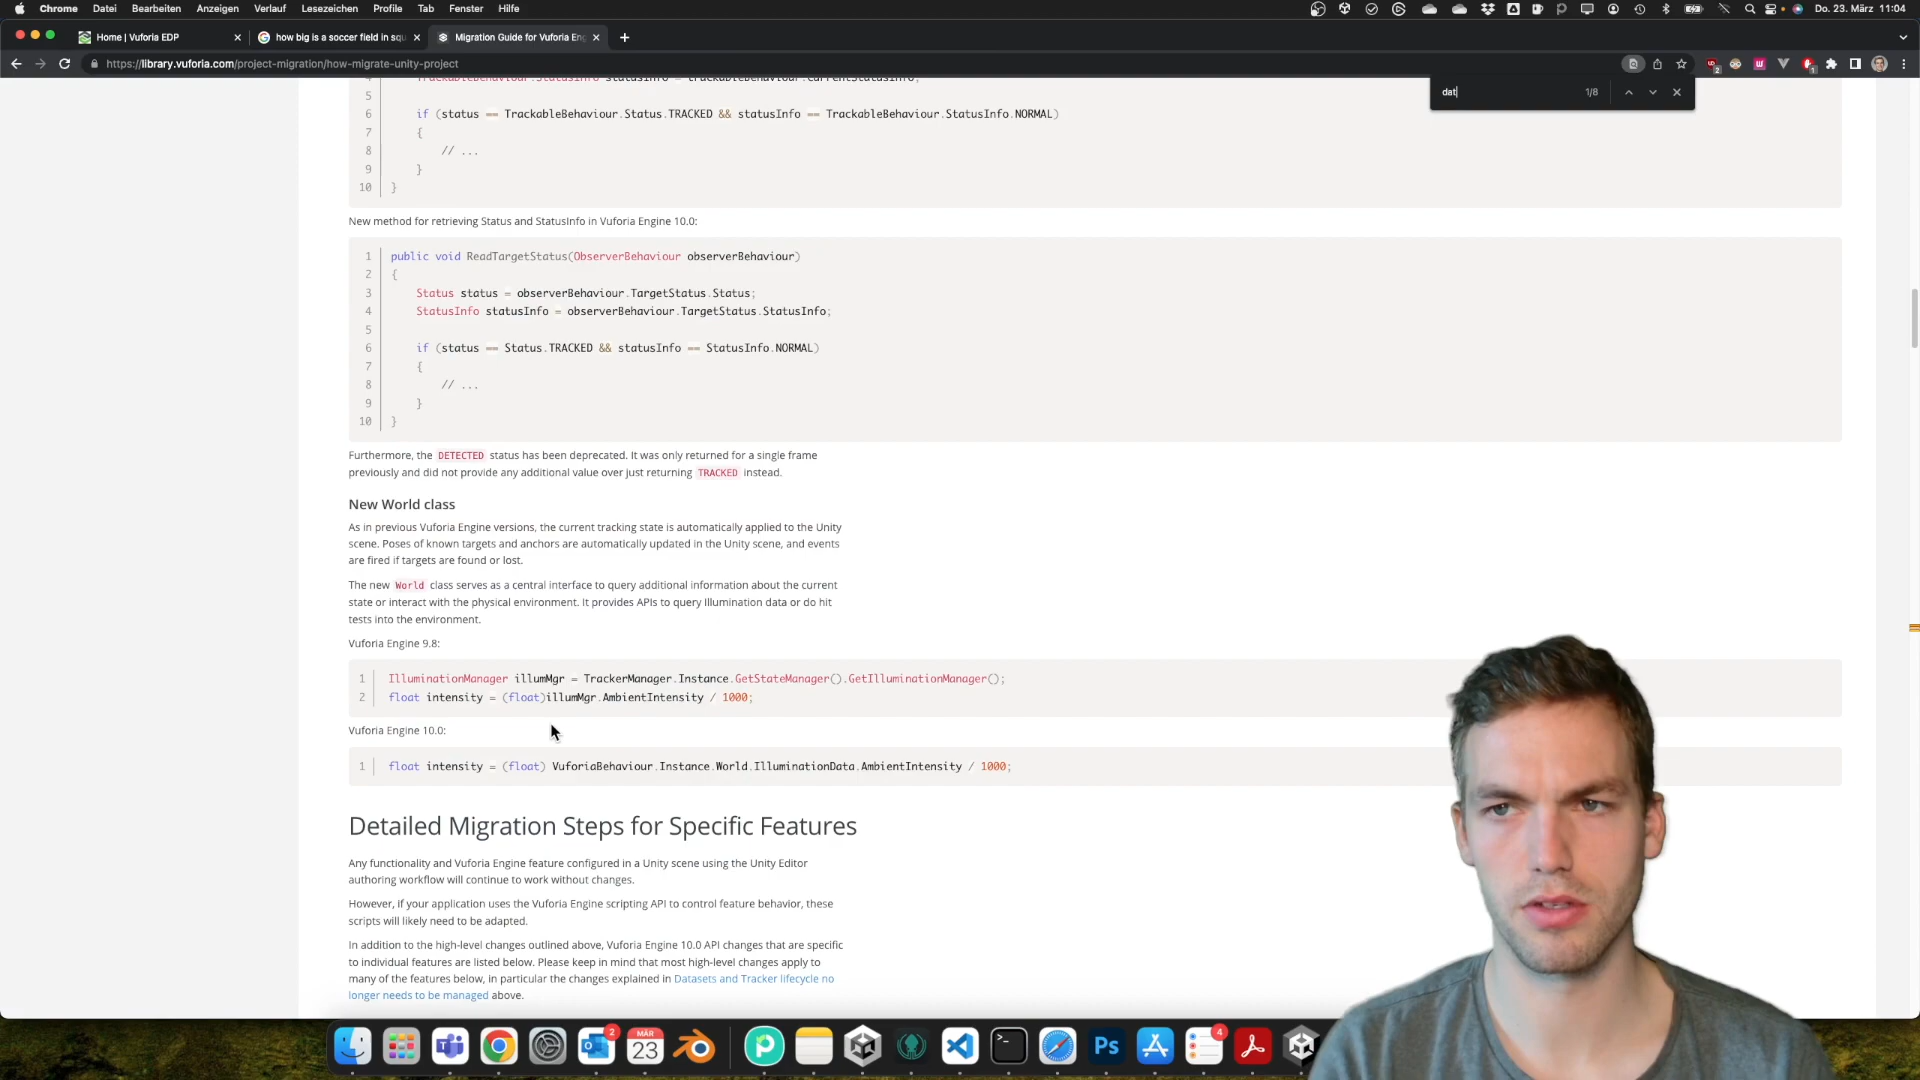 Chrome Datei Bearbeiten Anzeigen Verlauf Lesezeichen Profile Tab Fenster Hilfe Do. 23. März 11:04
Home | Vuforia EDP
how big is a soccer field in squ
Migration Guide for Vuforia Eng
https://library.vuforia.com/project-migration/how-migrate-unity-project
dat 1/8
5
6 if (status == TrackableBehaviour.Status.TRACKED && statusInfo == TrackableBehaviour.StatusInfo.NORMAL)
7 {
8 // ...
9 }
10 }
New method for retrieving Status and StatusInfo in Vuforia Engine 10.0:
1 public void ReadTargetStatus(ObserverBehaviour observerBehaviour)
2 {
3 Status status = observerBehaviour.TargetStatus.Status;
4 StatusInfo statusInfo = observerBehaviour.TargetStatus.StatusInfo;
5
6 if (status == Status.TRACKED && statusInfo == StatusInfo.NORMAL)
7 {
8 // ...
9 }
10 }
Furthermore, the DETECTED status has been deprecated. It was only returned for a single frame
previously and did not provide any additional value over just returning TRACKED instead.
New World class
As in previous Vuforia Engine versions, the current tracking state is automatically applied to the Unity
scene. Poses of known targets and anchors are automatically updated in the Unity scene, and events
are fired if targets are found or lost.
The new World class serves as a central interface to query additional information about the current
state or interact with the physical environment. It provides APIs to query Illumination data or do hit
tests into the environment.
Vuforia Engine 9.8:
1 IlluminationManager illumMgr = TrackerManager.Instance.GetStateManager().GetIlluminationManager();
2 float intensity = (float)illumMgr.AmbientIntensity / 1000;
Vuforia Engine 10.0:
1 float intensity = (float) VuforiaBehaviour.Instance.World.IlluminationData.AmbientIntensity / 1000;
Detailed Migration Steps for Specific Features
Any functionality and Vuforia Engine feature configured in a Unity scene using the Unity Editor
authoring workflow will continue to work without changes.
However, if your application uses the Vuforia Engine scripting API to control feature behavior, these
scripts will likely need to be adapted.
In addition to the high-level changes outlined above, Vuforia Engine 10.0 API changes that are specific
to individual features are listed below. Please keep in mind that most high-level changes apply to
many of the features below, in particular the changes explained in Datasets and Tracker lifecycle no
longer needs to be managed above.
2
MÄR
23
Ps
4